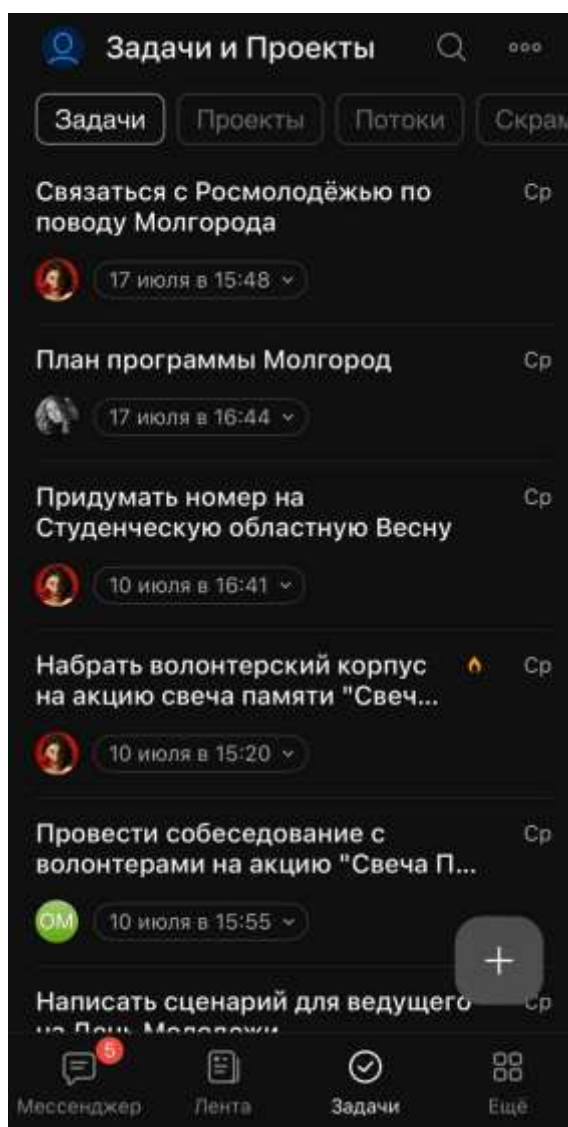 Задачи и Проекты
Задачи
Проекты
Потоки
Скрам
Связаться с Росмолодёжью по
Ср
поводу Молгорода
17 июля в 15:48
План программы Молгород
Ср
17 июля в 16:44
Придумать номер на
Ср
Студенческую областную Весну
10 июля в 16:41
Набрать волонтерский корпус
Ср
на акцию свеча памяти "Свеч...
10 июля в 15:20
Провести собеседование с
Ср
волонтерами на акцию "Свеча П...
ОМ
10 июля в 15:55
Написать сценарий для ведущего
Ср
на День Молодежи
5
Мессенджер
Лента
Задачи
Ещё